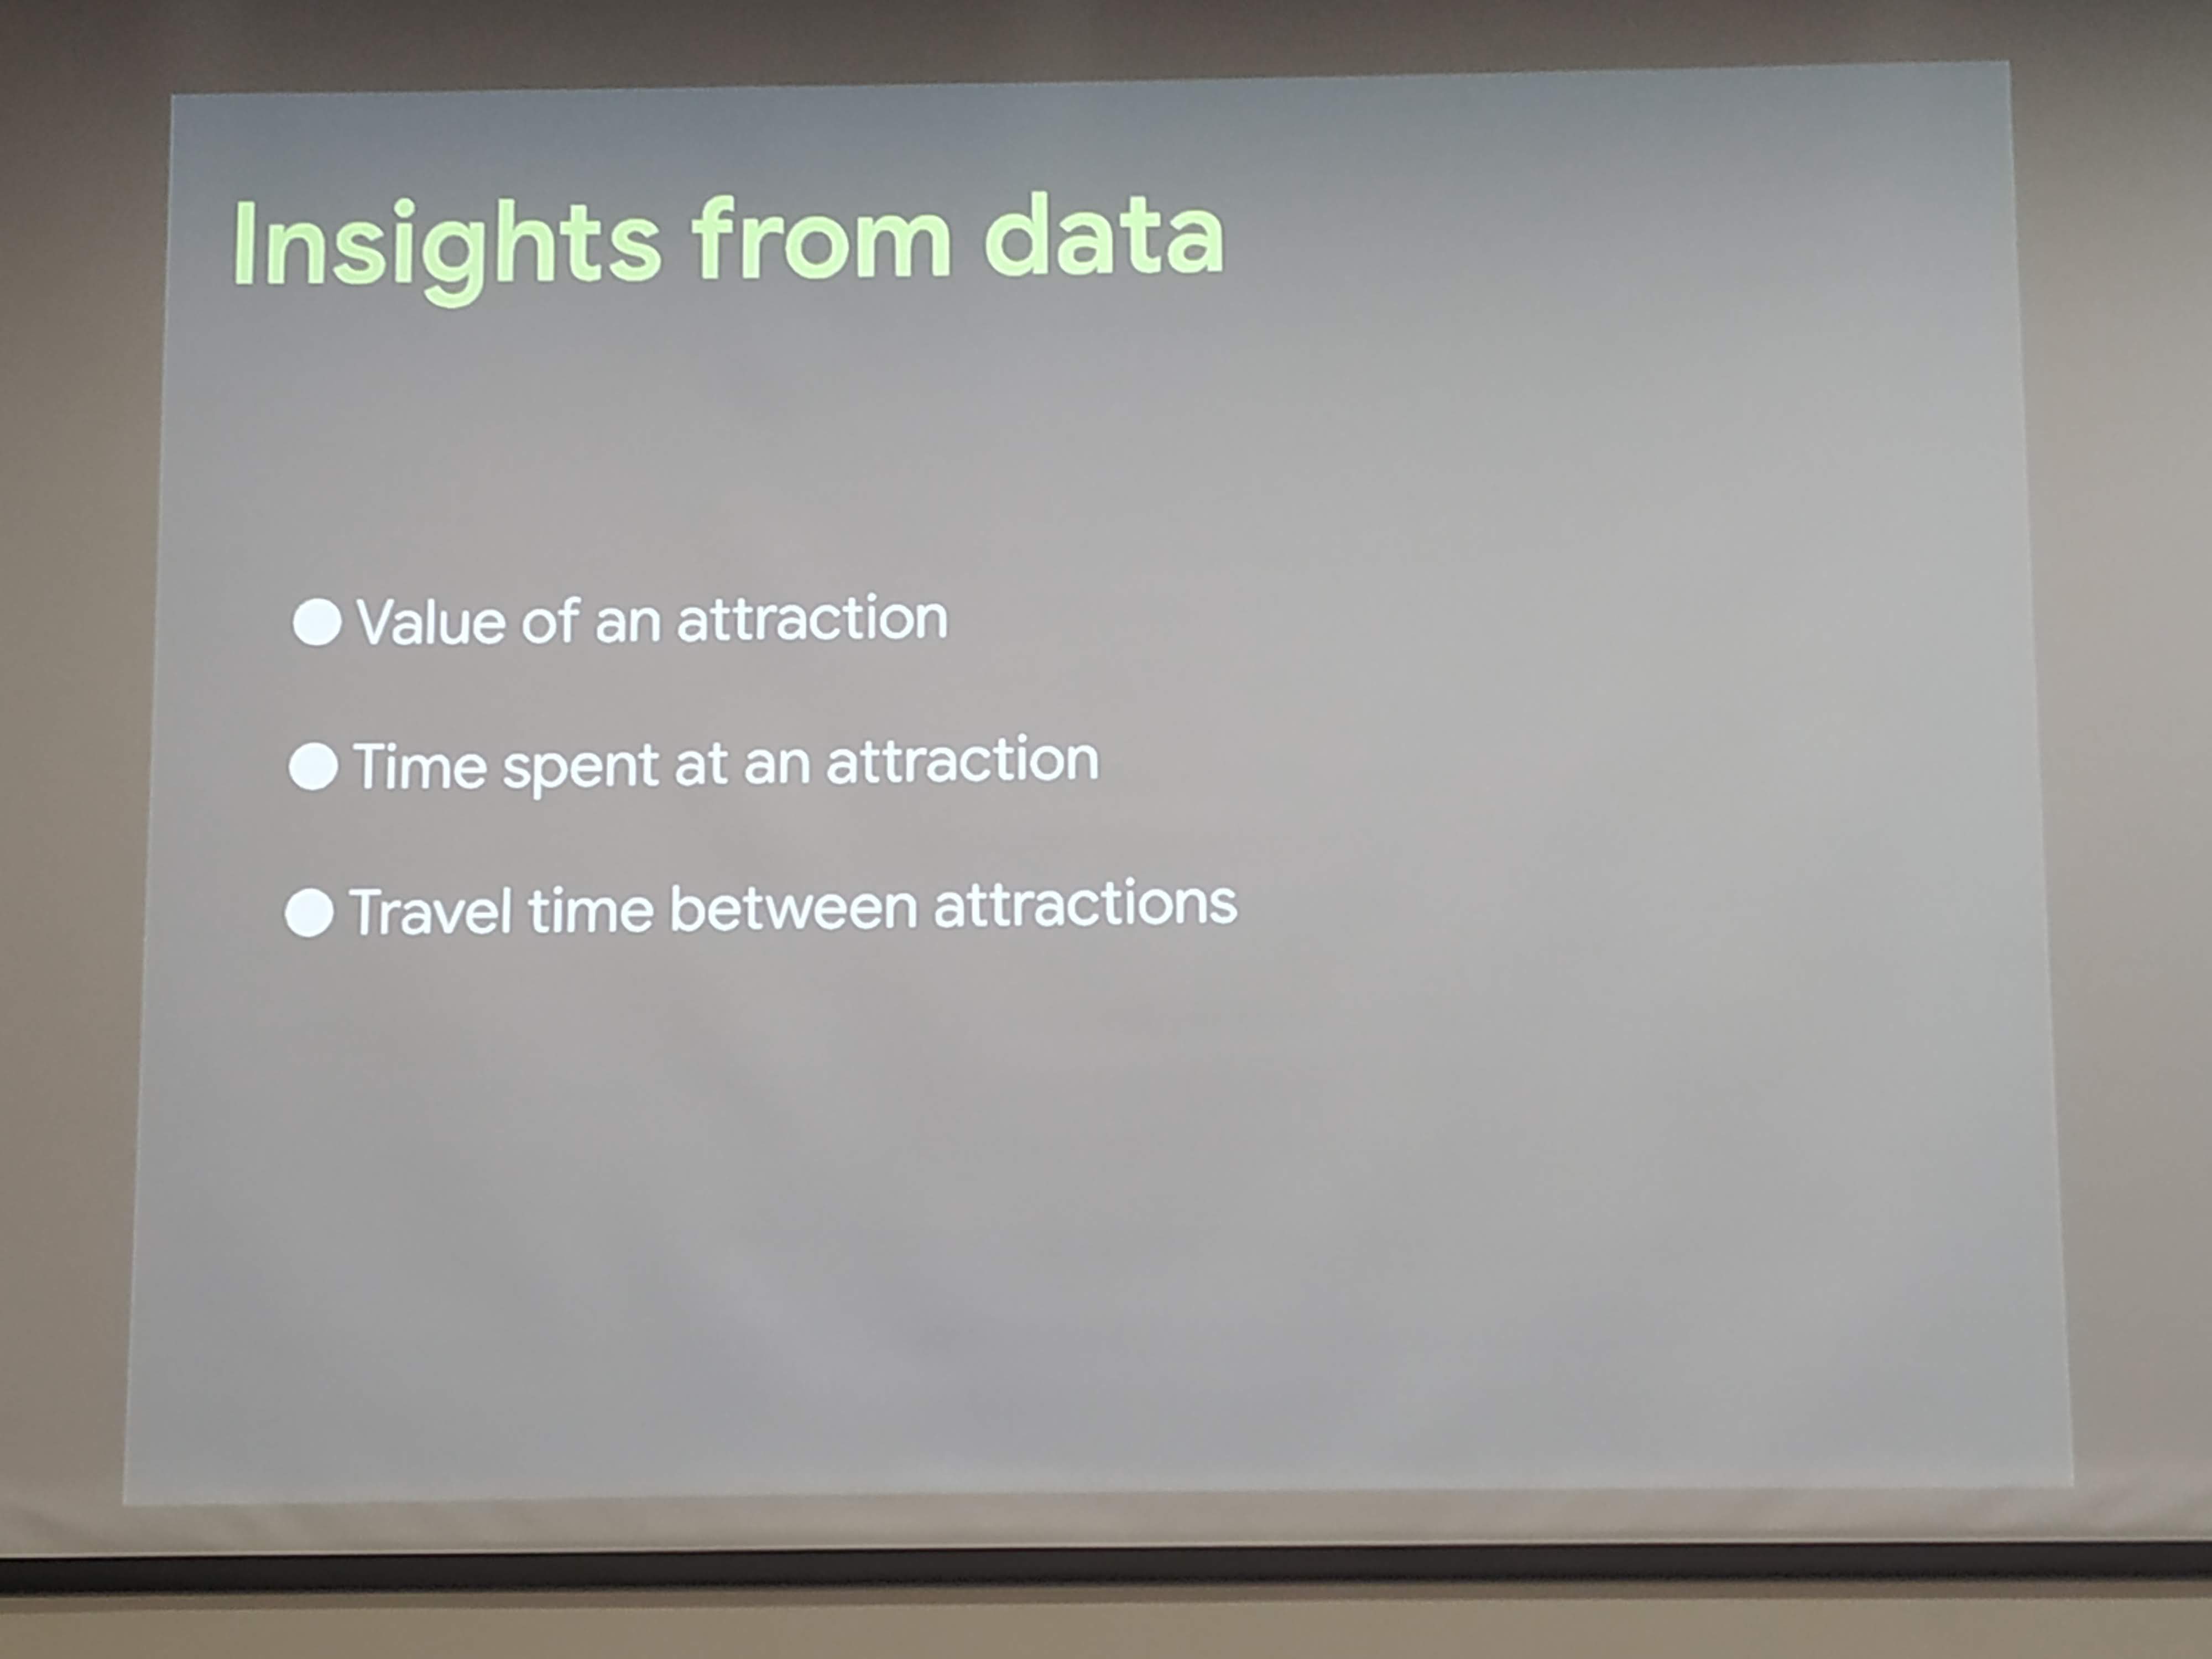 Insights from data
● Value of an attraction
● Time spent at an attraction
● Travel time between attractions